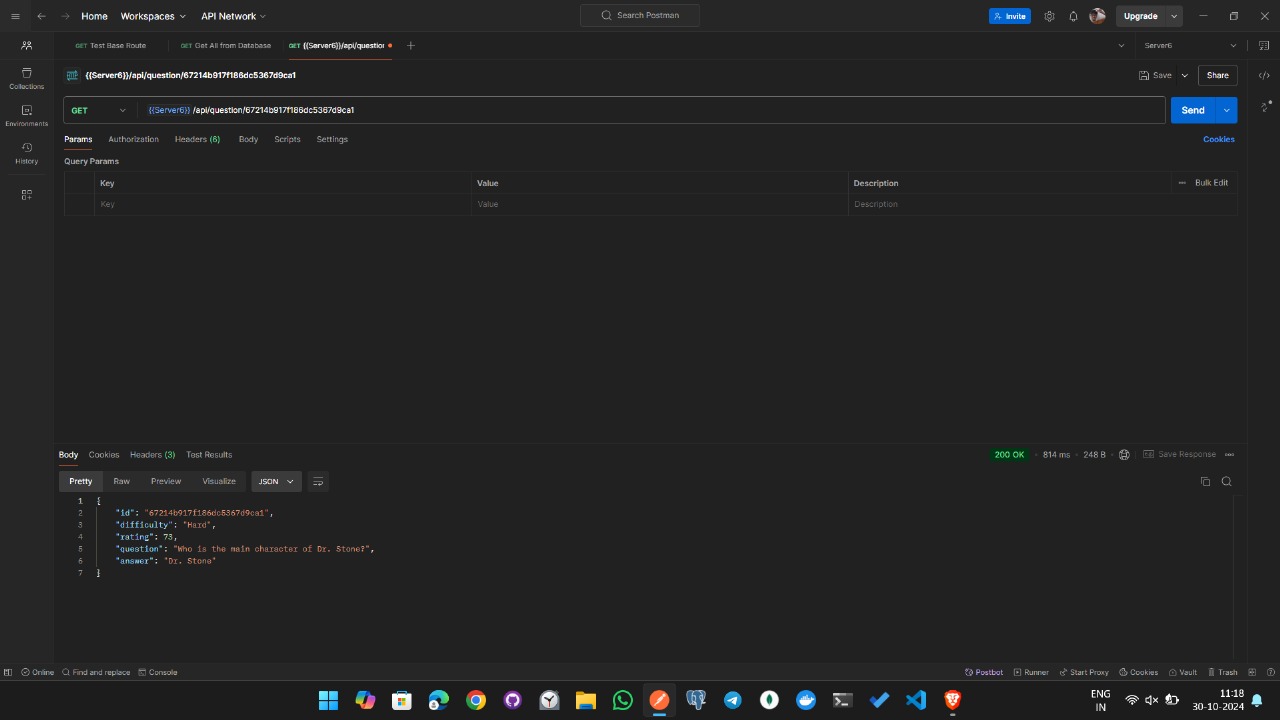 Home Workspaces API Network Search Postman Invite Upgrade
GET Test Base Route GET Get All from Database GET {{Server6}}/api/question Server6
{{Server6}}/api/question/67214b917f186dc5367d9ca1 Save Share
Collections
GET {{Server6}} /api/question/67214b917f186dc5367d9ca1 Send
Environments
Params Authorization Headers (6) Body Scripts Settings Cookies
History
Query Params
Key Value Description Bulk Edit
Key Value Description
Body Cookies Headers (3) Test Results 200 OK 814 ms 248 B Save Response
Pretty Raw Preview Visualize JSON
1 {
2 "id": "67214b917f186dc5367d9ca1",
3 "difficulty": "Hard",
4 "rating": 73,
5 "question": "Who is the main character of Dr. Stone?",
6 "answer": "Dr. Stone"
7 }
Online Find and replace Console Postbot Runner Start Proxy Cookies Vault Trash
ENG 11:18
IN 30-10-2024